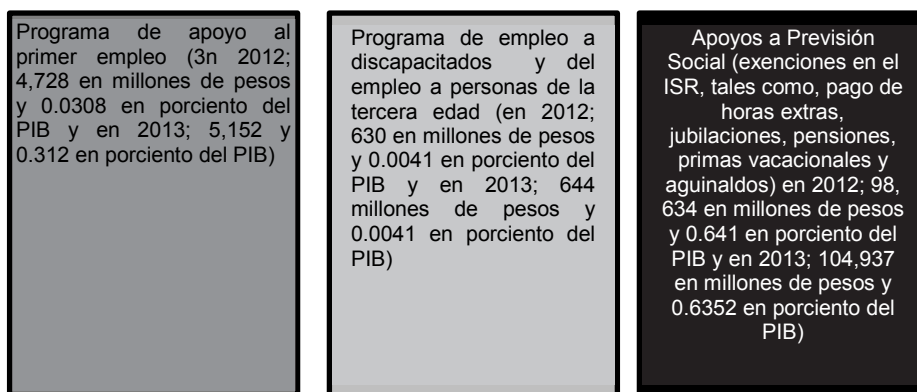 Programa de apoyo al
primer empleo (3n 2012;
4,728 en millones de pesos
y 0.0308 en porciento del
PIB y en 2013; 5,152 y
0.312 en porciento del PIB)
Programa de empleo a
discapacitados y del
empleo a personas de la
tercera edad (en 2012;
630 en millones de pesos
y 0.0041 en porciento del
PIB y en 2013; 644
millones de pesos y
0.0041 en porciento del
PIB)
Apoyos a Previsión
Social (exenciones en el
ISR, tales como, pago de
horas extras,
jubilaciones, pensiones,
primas vacacionales y
aguinaldos) en 2012; 98,
634 en millones de pesos
y 0.641 en porciento del
PIB y en 2013; 104,937
en millones de pesos y
0.6352 en porciento del
PIB)